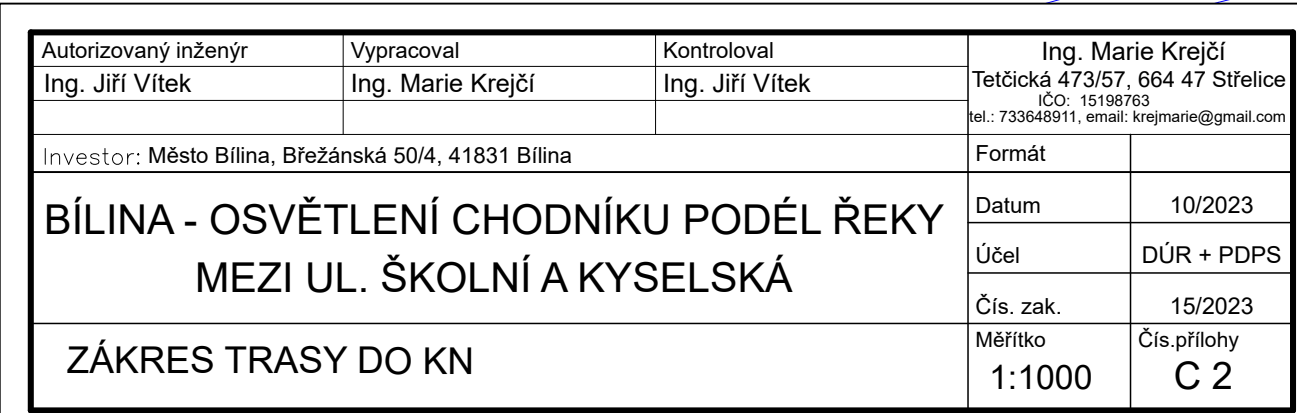 Autorizovaný inženýr
Vypracoval
Kontroloval
Ing. Jiří Vítek
Ing. Marie Krejčí
Ing. Jiří Vítek
Ing. Marie Krejčí
Tetčická 473/57, 664 47 Střelice
IČO: 15198763
tel.: 733648911, email: krejmarie@gmail.com
Investor: Město Bílina, Břežánská 50/4, 41831 Bílina
Formát
BÍLINA - OSVĚTLENÍ CHODNÍKU PODÉL ŘEKY
MEZI UL. ŠKOLNÍ A KYSELSKÁ
Datum
10/2023
Účel
DÚR + PDPS
Čís. zak.
15/2023
ZÁKRES TRASY DO KN
Měřítko
1:1000
Čís.přílohy
C 2